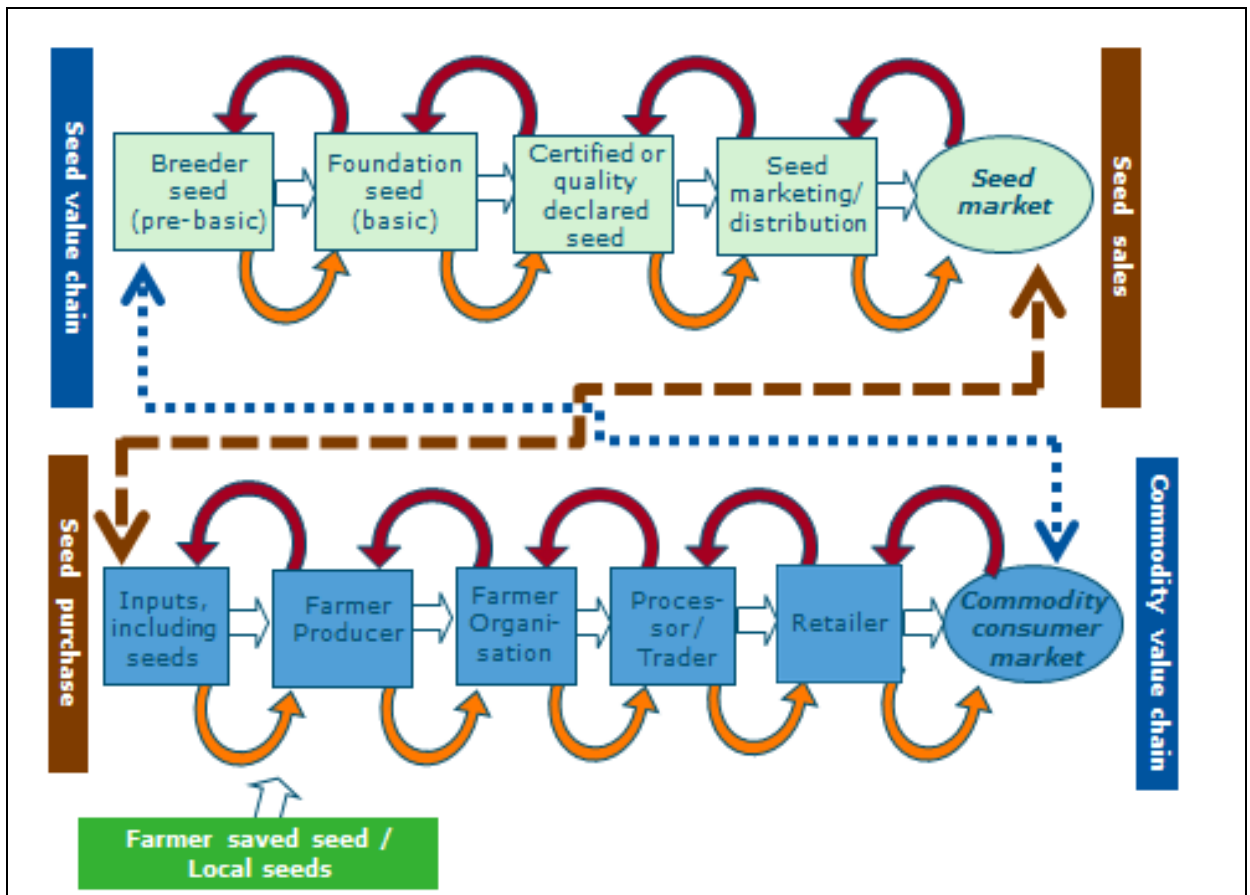 Seed value chain
Breeder
seed
(pre-basic)
Foundation
seed
(basic)
Certified or
quality
declared
seed
Seed
marketing/
distribution
Seed
market
Seed sales
Seed purchase
Inputs,
including
seeds
Farmer
Producer
Farmer
Organi-
sation
Proces-
sor/
Trader
Retailer
Commodity
consumer
market
Commodity value chain
Farmer saved seed /
Local seeds